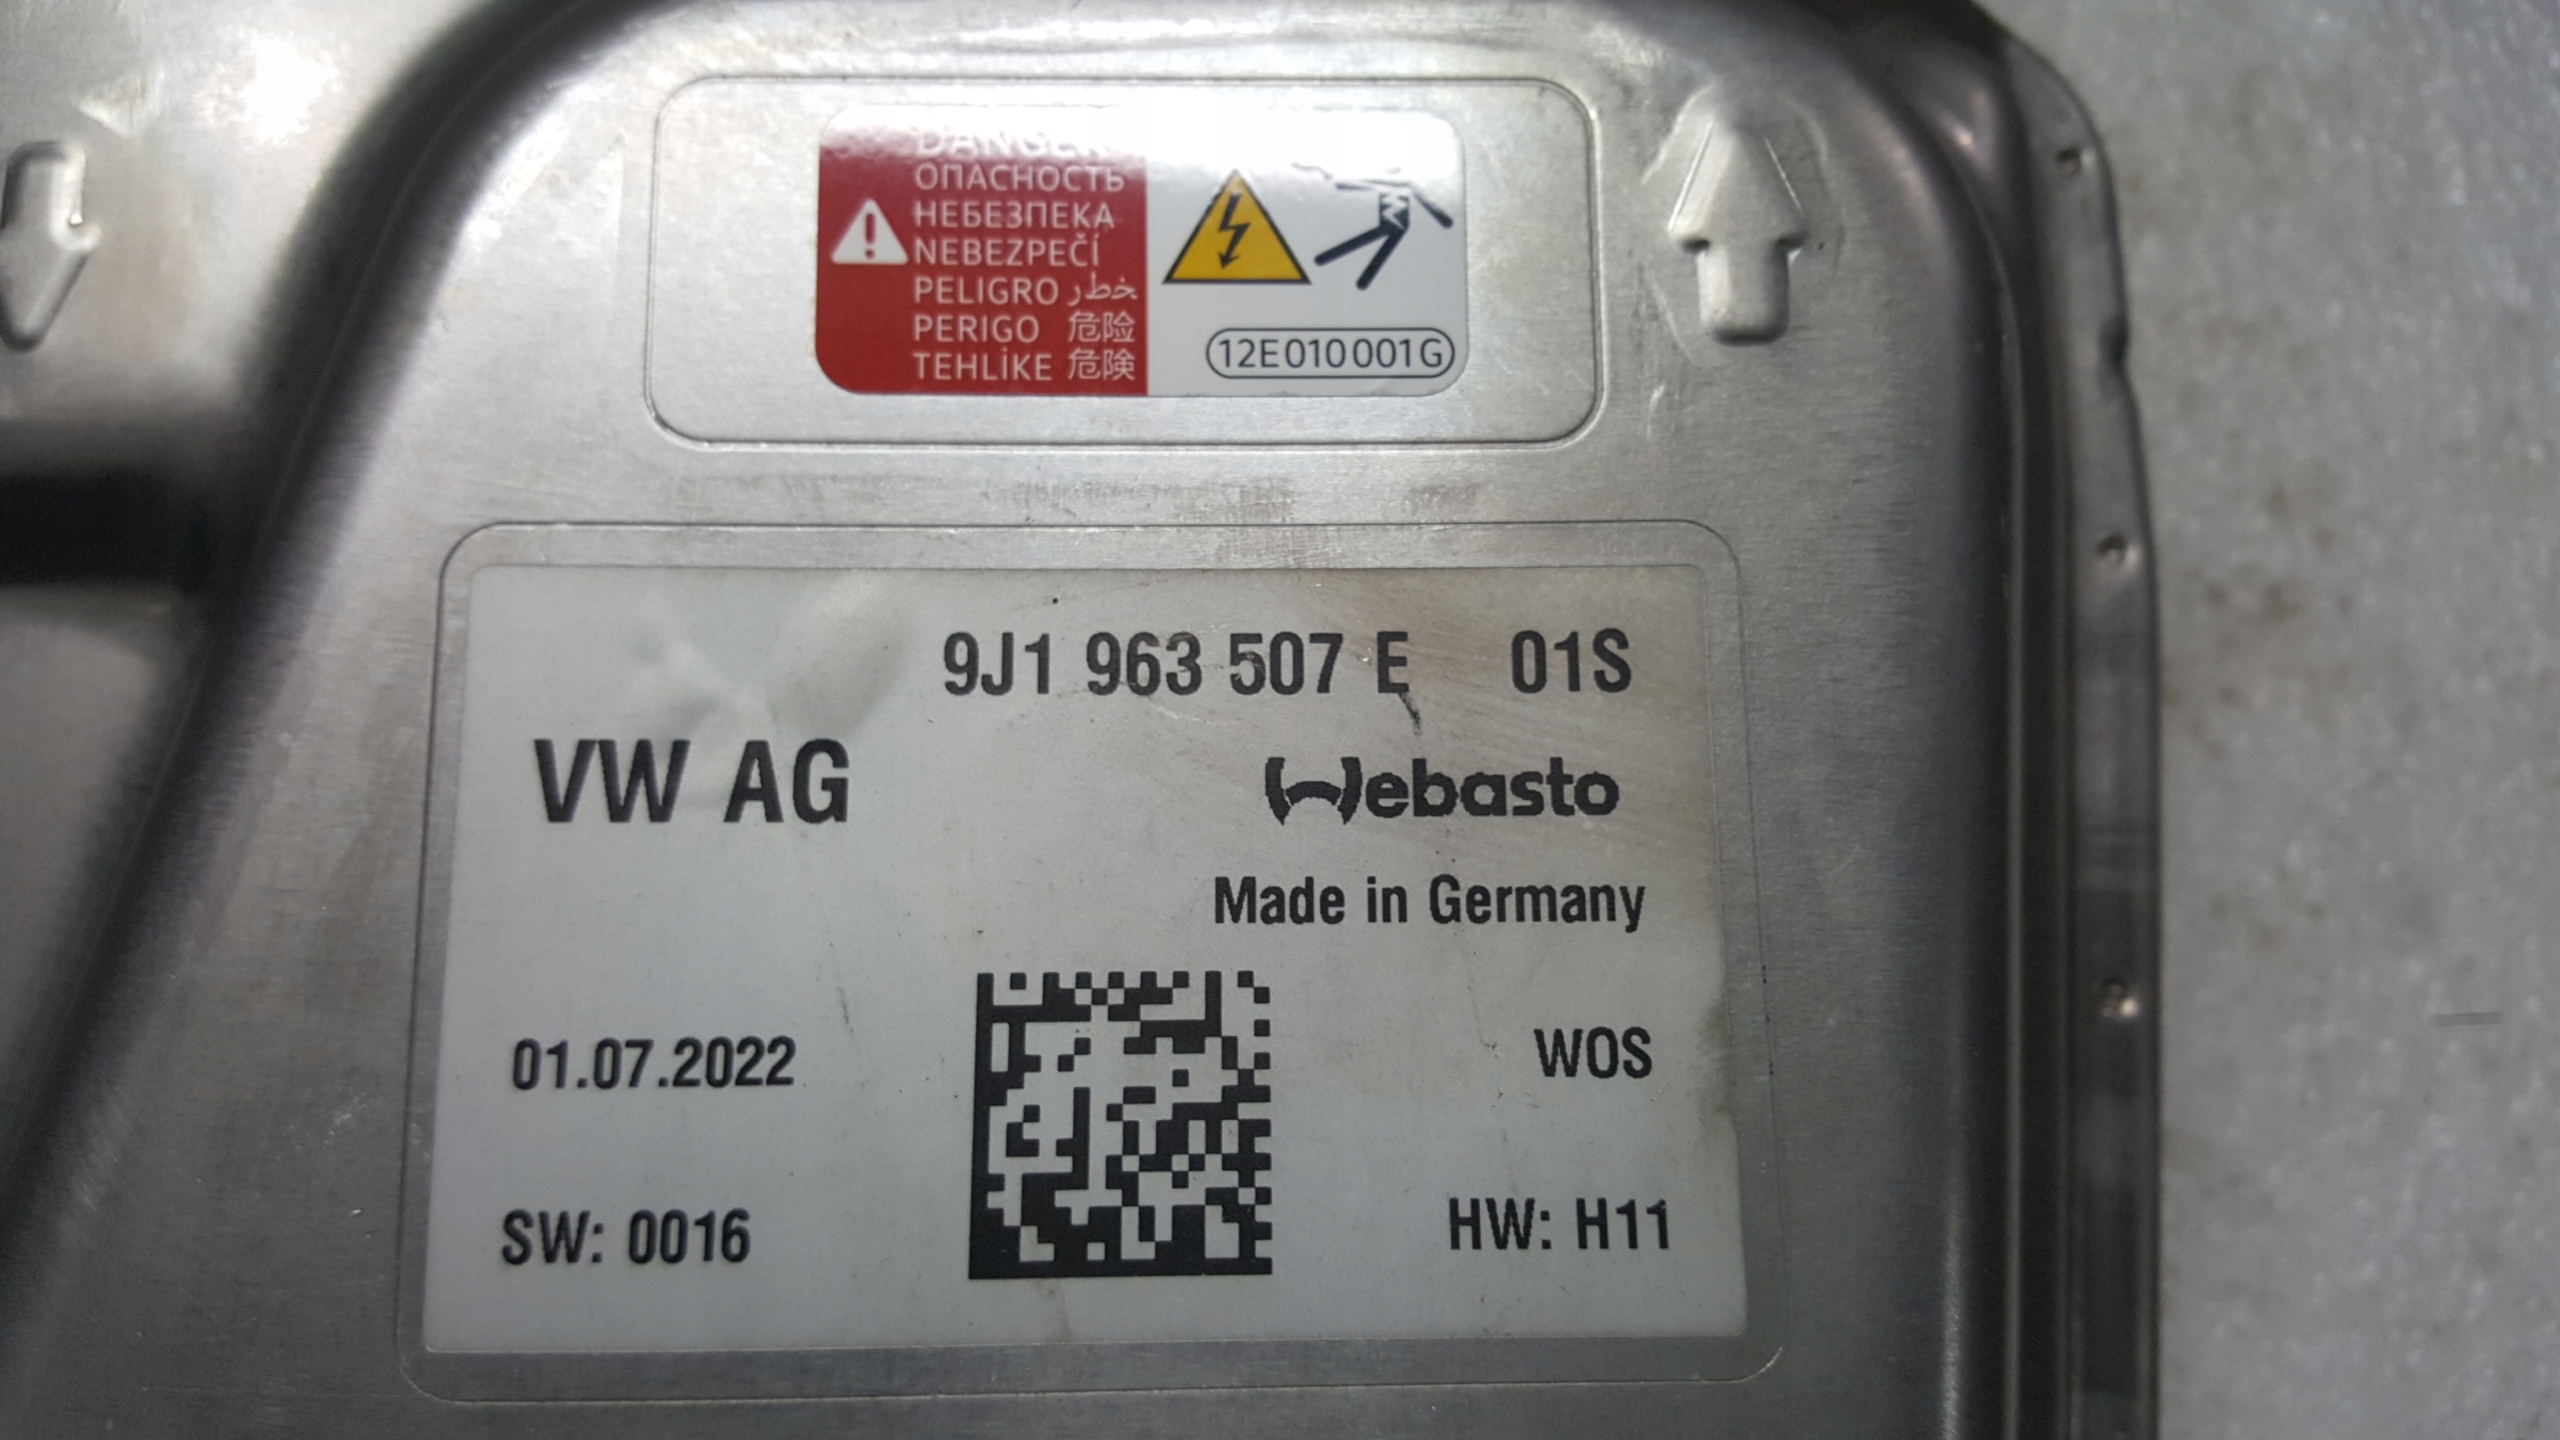 DANGER
ОПАСНОСТЬ
НЕБЕЗПЕКА
NEBEZPEČÍ
PELIGRO خطر
PERIGO 危险
TEHLİKE 危険
12E010001G
9J1 963 507 E 01S
VW AG
Webasto
Made in Germany
01.07.2022
WOS
SW: 0016
HW: H11